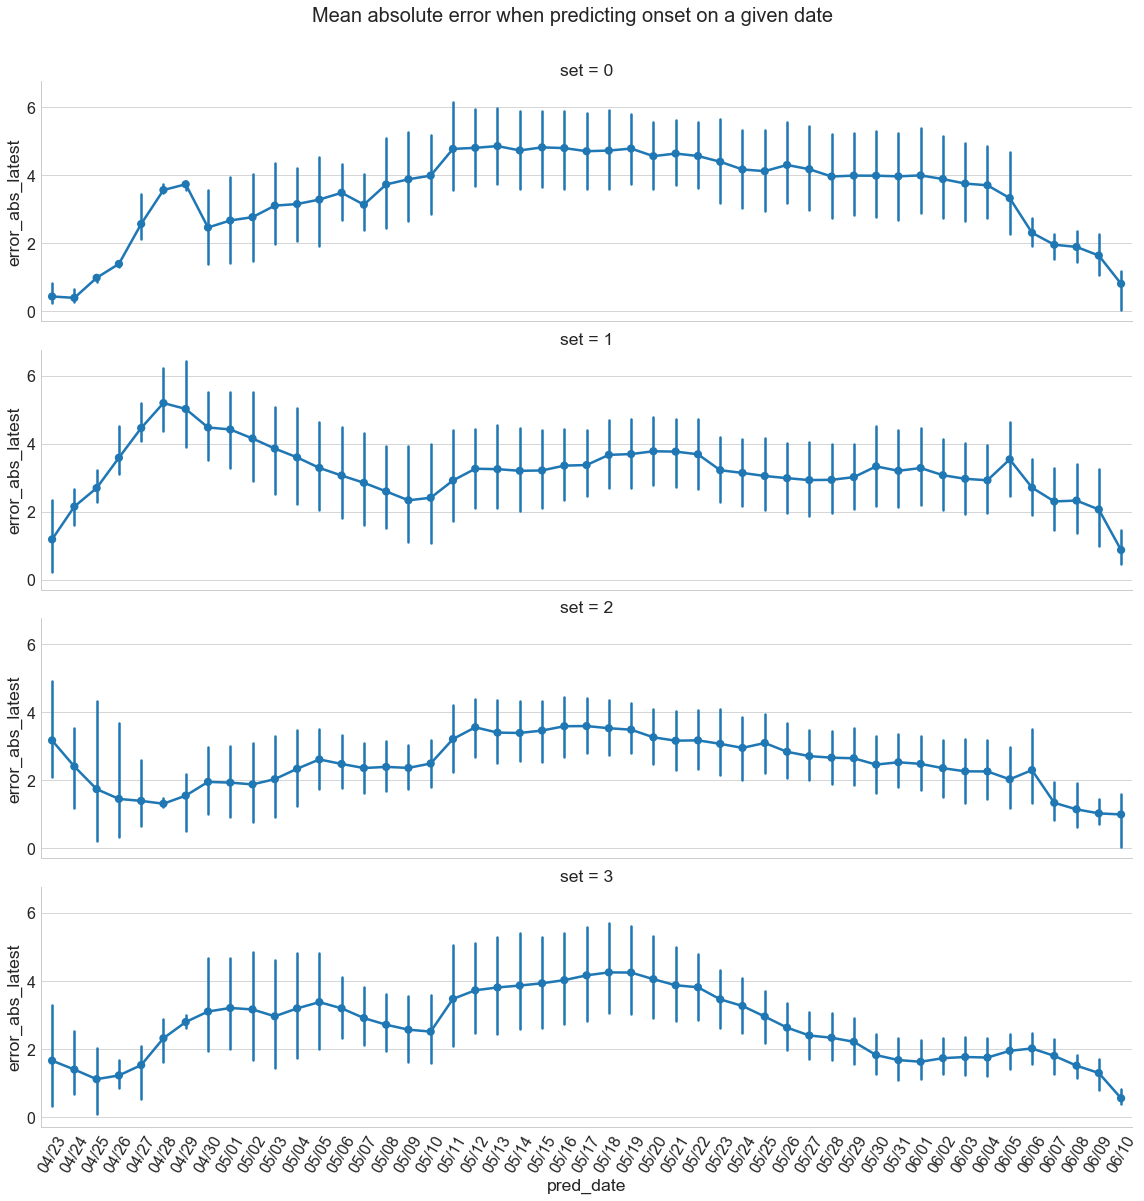 Mean absolute error when predicting onset on a given date
set = 0
6
4
2
0
error_abs_latest
set = 1
6
4
2
0
error_abs_latest
set = 2
6
4
2
0
error_abs_latest
set = 3
6
4
2
0
error_abs_latest
04/23 04/24 04/25 04/26 04/27 04/28 04/29 04/30 05/01 05/02 05/03 05/04 05/05 05/06 05/07 05/08 05/09 05/10 05/11 05/12 05/13 05/14 05/15 05/16 05/17 05/18 05/19 05/20 05/21 05/22 05/23 05/24 05/25 05/26 05/27 05/28 05/29 05/30 05/31 06/01 06/02 06/03 06/04 06/05 06/06 06/07 06/08 06/09 06/10
pred_date